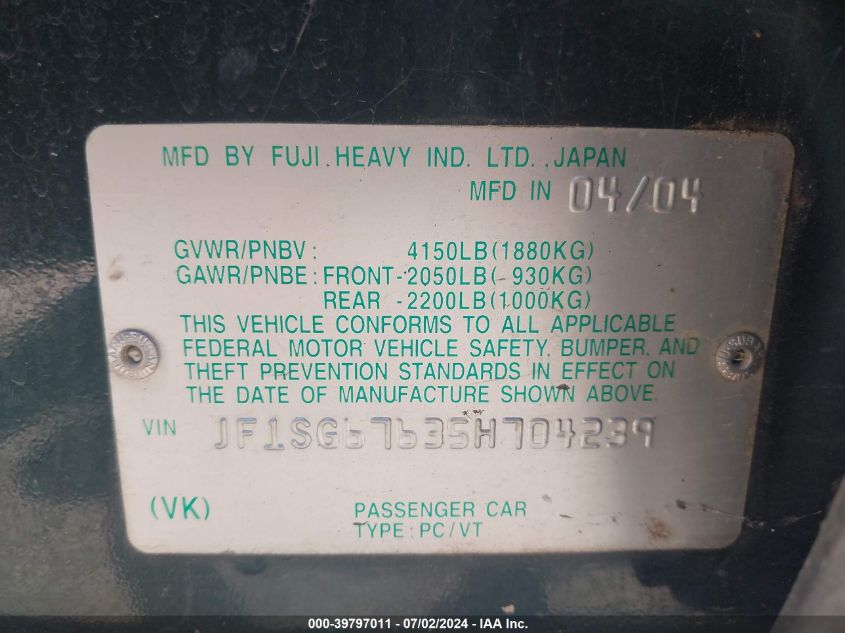 MFD BY FUJI.HEAVY IND. LTD.,JAPAN
MFD IN 04/04
GVWR/PNBV: 4150LB(1880KG)
GAWR/PNBE: FRONT-2050LB( 930KG)
REAR -2200LB(1000KG)
THIS VEHICLE CONFORMS TO ALL APPLICABLE
FEDERAL MOTOR VEHICLE SAFETY, BUMPER, AND
THEFT PREVENTION STANDARDS IN EFFECT ON
THE DATE OF MANUFACTURE SHOWN ABOVE.
VIN JF1SG67635H704239
(VK) PASSENGER CAR
TYPE: PC/VT
000-39797011 - 07/02/2024 - IAA Inc.